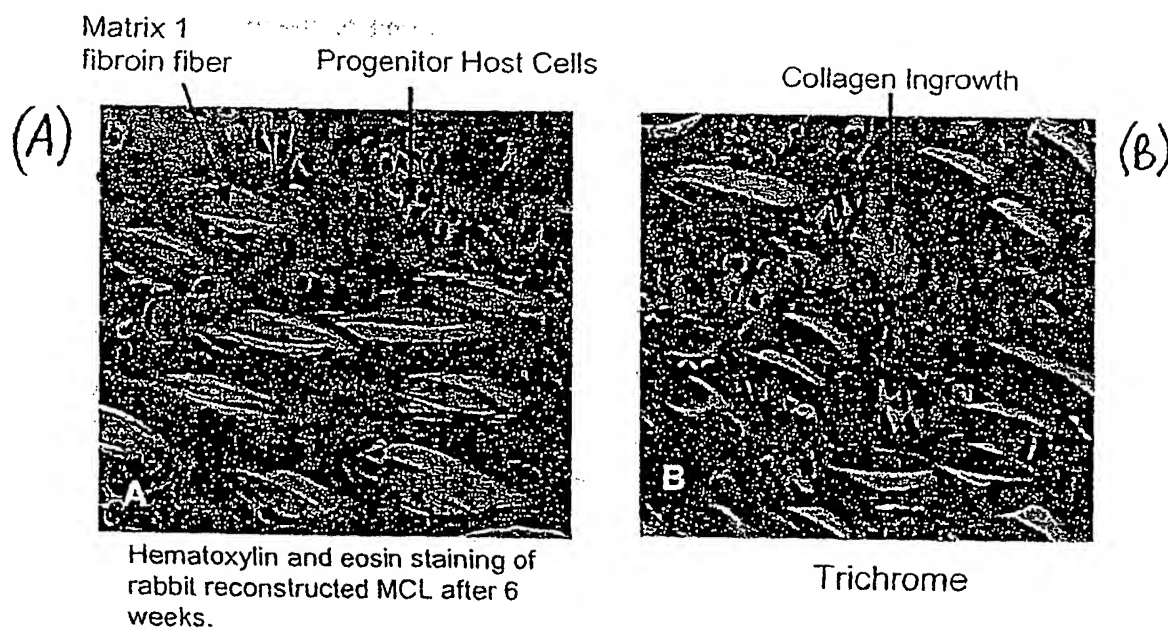 Matrix 1
fibroin fiber
Progenitor Host Cells
Collagen Ingrowth
(A)
(B)
A
B
Hematoxylin and eosin staining of
rabbit reconstructed MCL after 6
weeks.
Trichrome